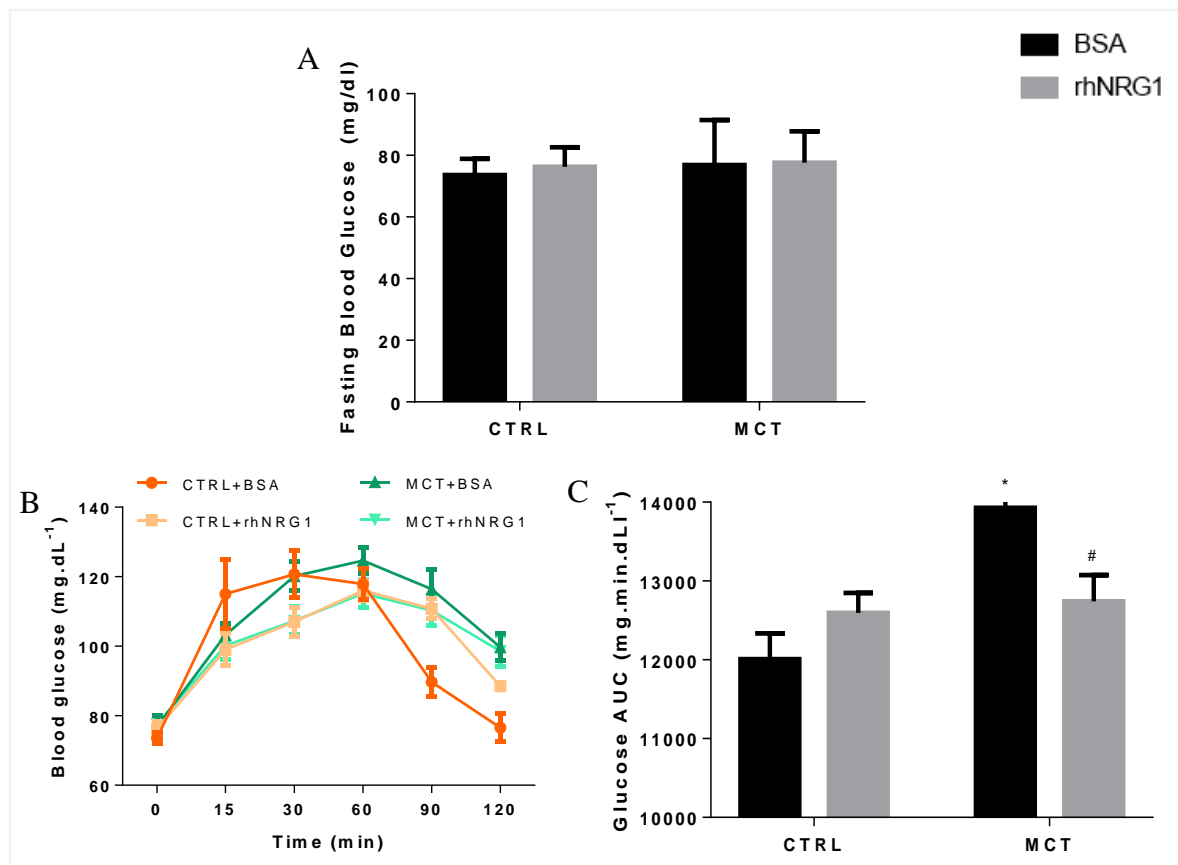 BSA
rhNRG1
A
Fasting Blood Glucose (mg/dl)
100
80
60
40
20
0
CTRL MCT
B
CTRL+BSA MCT+BSA
CTRL+rhNRG1 MCT+rhNRG1
Blood glucose (mg.dL⁻¹)
140
120
100
80
60
0 15 30 60 90 120
Time (min)
C
Glucose AUC (mg.min.dLl⁻¹)
14000
13000
12000
11000
10000
*
#
CTRL MCT